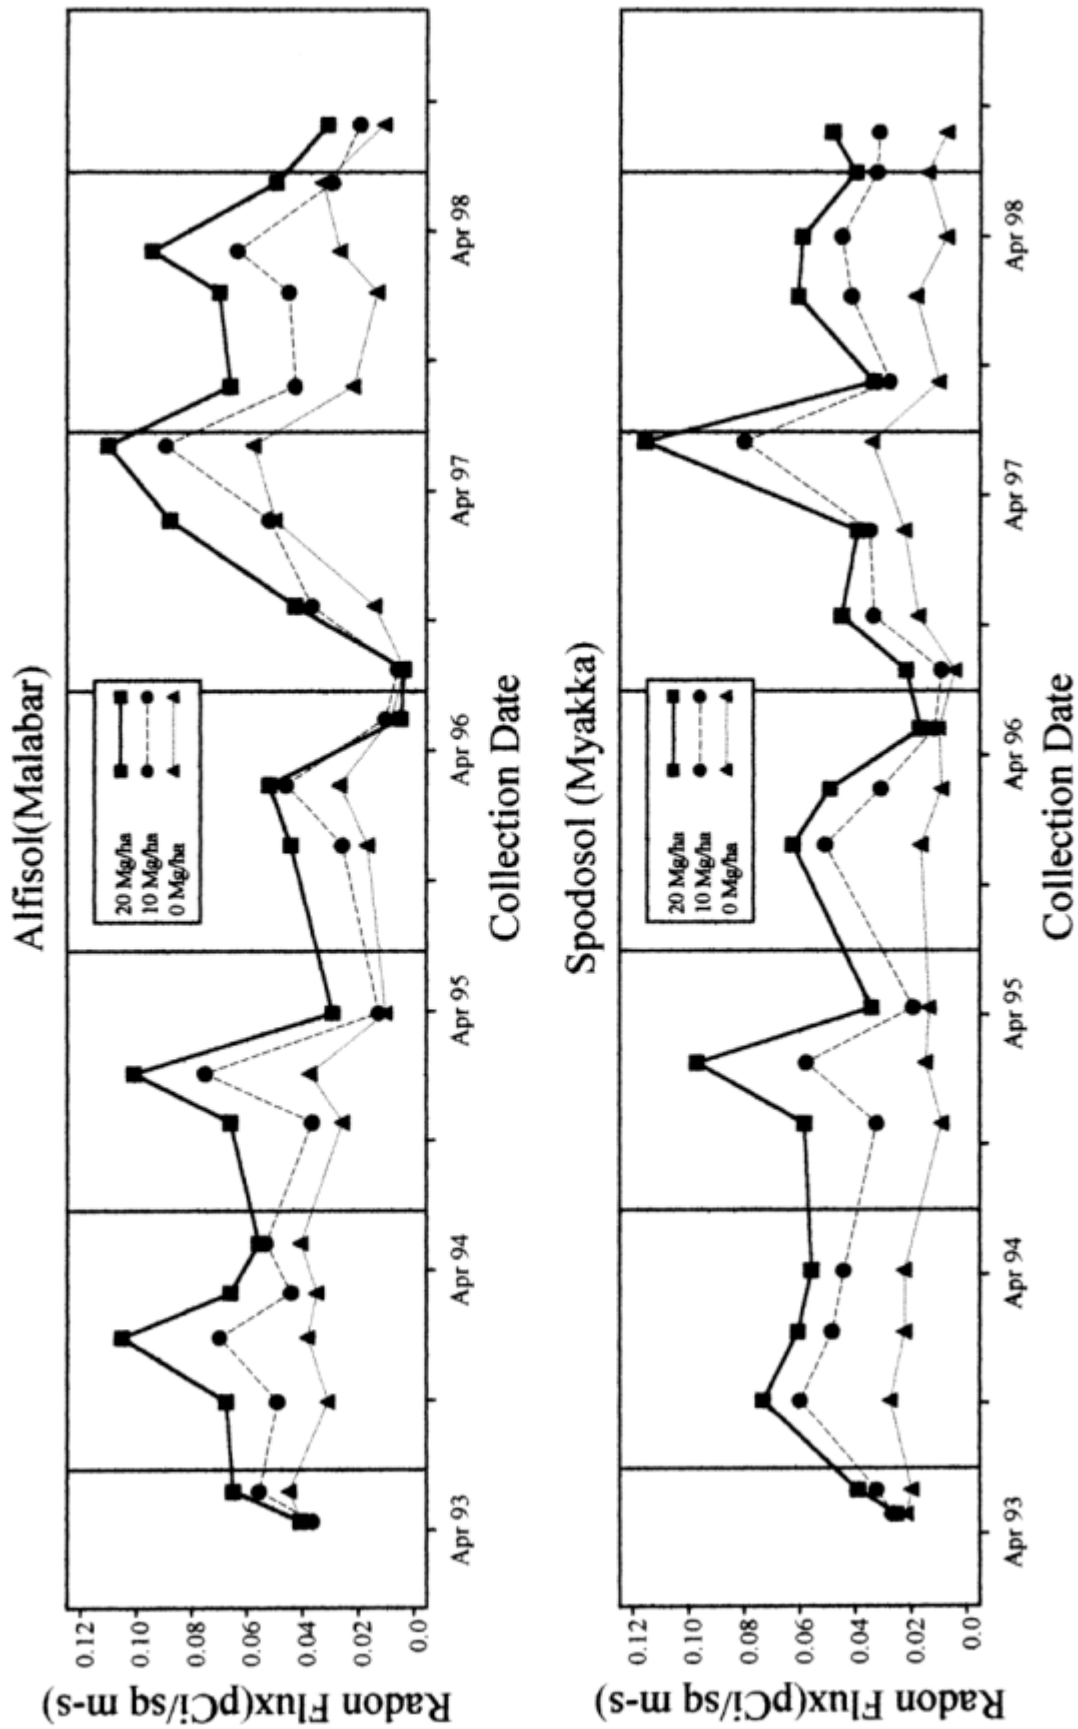 Alfisol(Malabar)
Radon Flux(pCi/sq m-s)
0.12
0.10
0.08
0.06
0.04
0.02
0.0
20 Mg/ha
10 Mg/ha
0 Mg/ha
Apr 93
Apr 94
Apr 95
Apr 96
Apr 97
Apr 98
Collection Date
Spodosol (Myakka)
Radon Flux(pCi/sq m-s)
0.12
0.10
0.08
0.06
0.04
0.02
0.0
20 Mg/ha
10 Mg/ha
0 Mg/ha
Apr 93
Apr 94
Apr 95
Apr 96
Apr 97
Apr 98
Collection Date